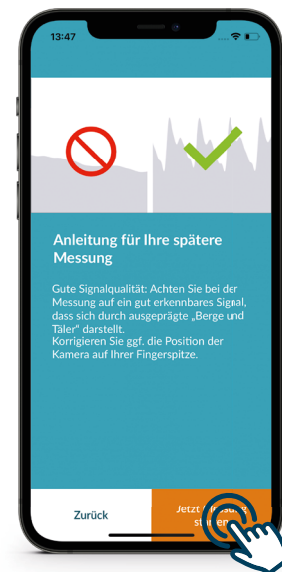 13:47
Anleitung für Ihre spätere
Messung
Gute Signalqualität: Achten Sie bei der
Messung auf ein gut erkennbares Signal,
dass sich durch ausgeprägte „Berge und
Täler" darstellt.
Korrigieren Sie ggf. die Position der
Kamera auf Ihrer Fingerspitze.
Zurück
Jetzt Messung
starten